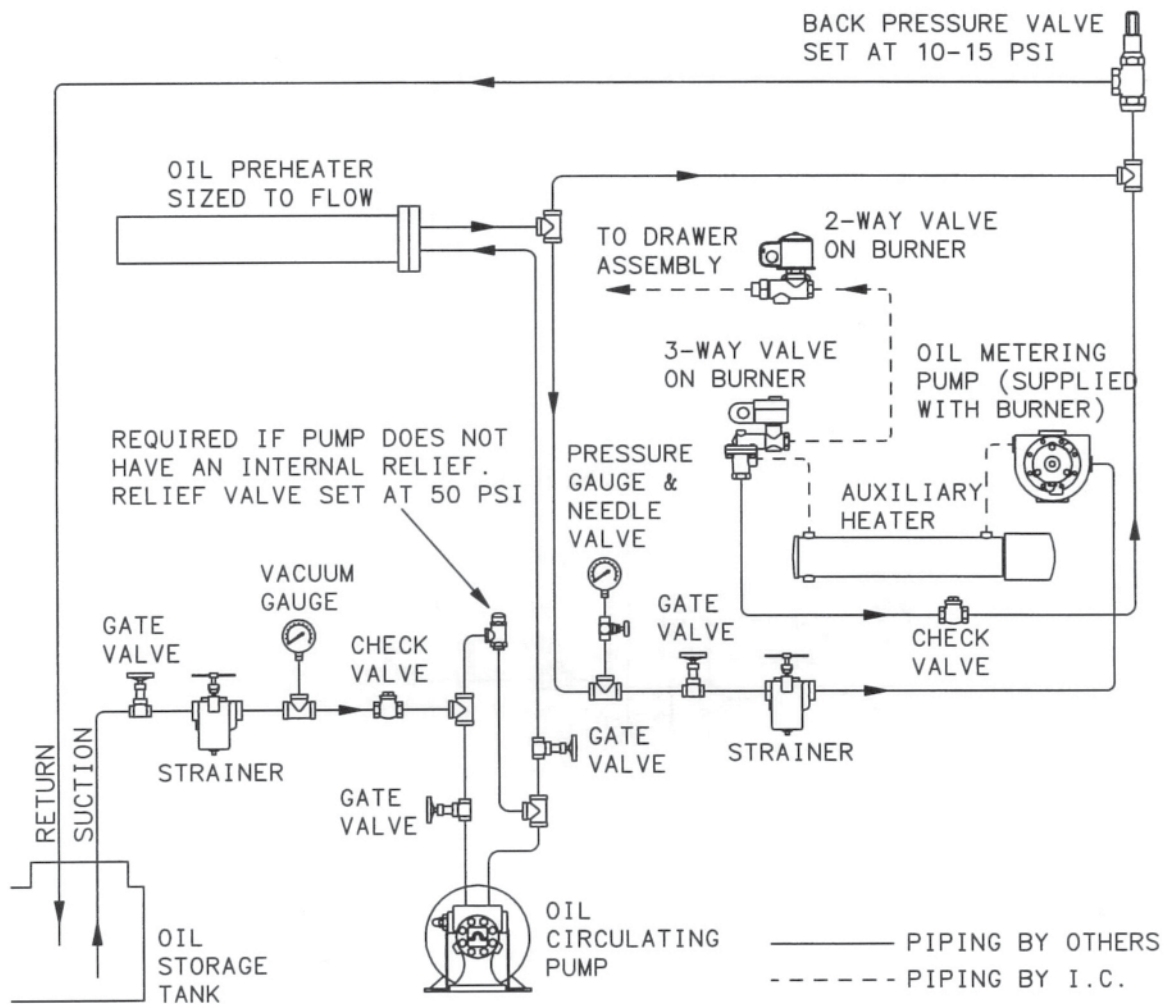 BACK PRESSURE VALVE
SET AT 10-15 PSI
OIL PREHEATER
SIZED TO FLOW
TO DRAWER
ASSEMBLY
2-WAY VALVE
ON BURNER
3-WAY VALVE
ON BURNER
OIL METERING
PUMP (SUPPLIED
WITH BURNER)
REQUIRED IF PUMP DOES NOT
HAVE AN INTERNAL RELIEF.
RELIEF VALVE SET AT 50 PSI
PRESSURE
GAUGE &
NEEDLE
VALVE
AUXILIARY
HEATER
VACUUM
GAUGE
GATE
VALVE
CHECK
VALVE
GATE
VALVE
CHECK
VALVE
STRAINER
GATE
VALVE
STRAINER
GATE
VALVE
RETURN
SUCTION
OIL
STORAGE
TANK
OIL
CIRCULATING
PUMP
PIPING BY OTHERS
PIPING BY I.C.